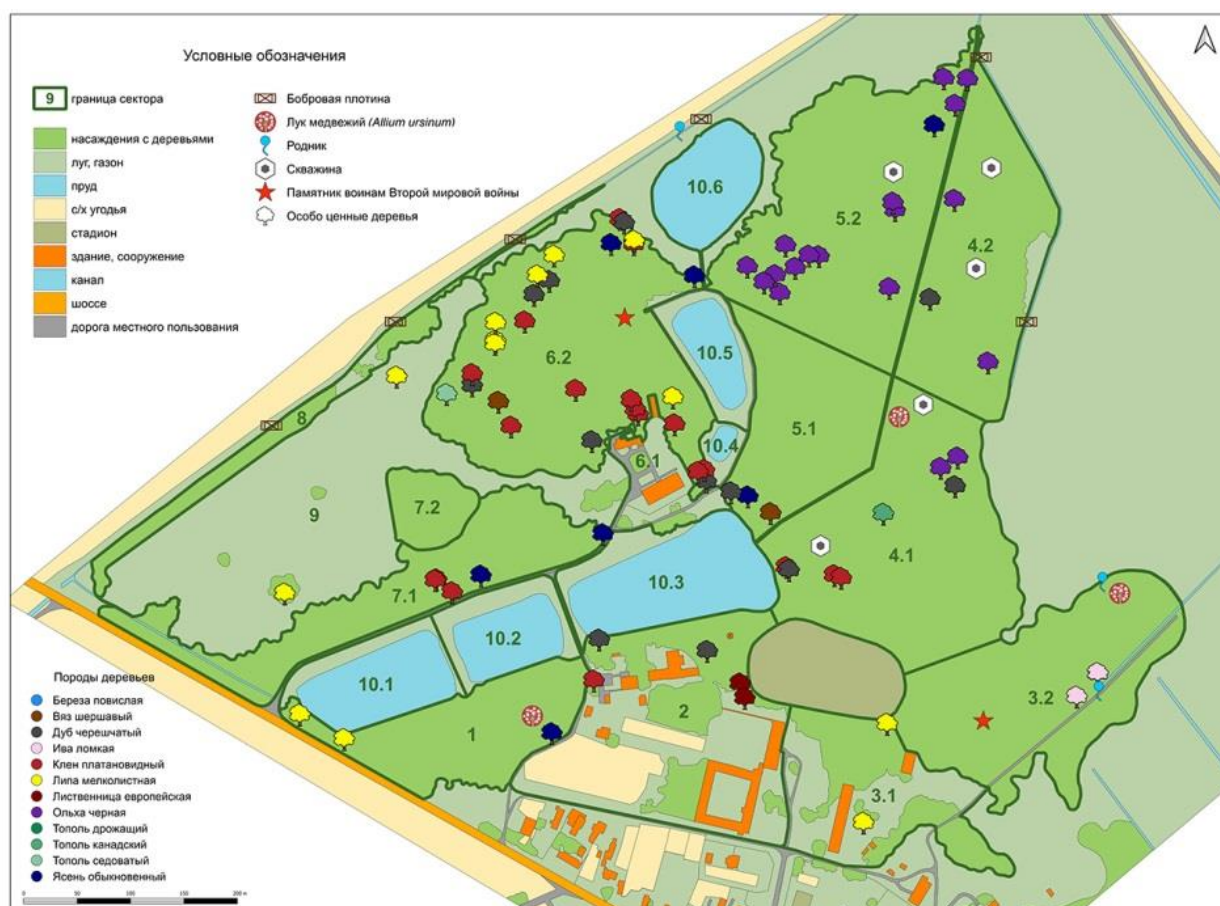 Условные обозначения
9 граница сектора
насаждения с деревьями
луг, газон
пруд
с/х угодья
стадион
здание, сооружение
канал
шоссе
дорога местного пользования
Бобровая плотина
Лук медвежий (Allium ursinum)
Родник
Скважина
Памятник воинам Второй мировой войны
Особо ценные деревья
10.6
5.2
4.2
10.5
6.2
5.1
10.4
6.1
8
7.2
9
4.1
10.3
7.1
10.2
10.1
3.2
1
2
3.1
Породы деревьев
Береза повислая
Вяз шершавый
Дуб черешчатый
Ива ломкая
Клен платановидный
Липа мелколистная
Лиственница европейская
Ольха черная
Тополь дрожащий
Тополь канадский
Тополь седоватый
Ясень обыкновенный
0 50 100 150 200 m